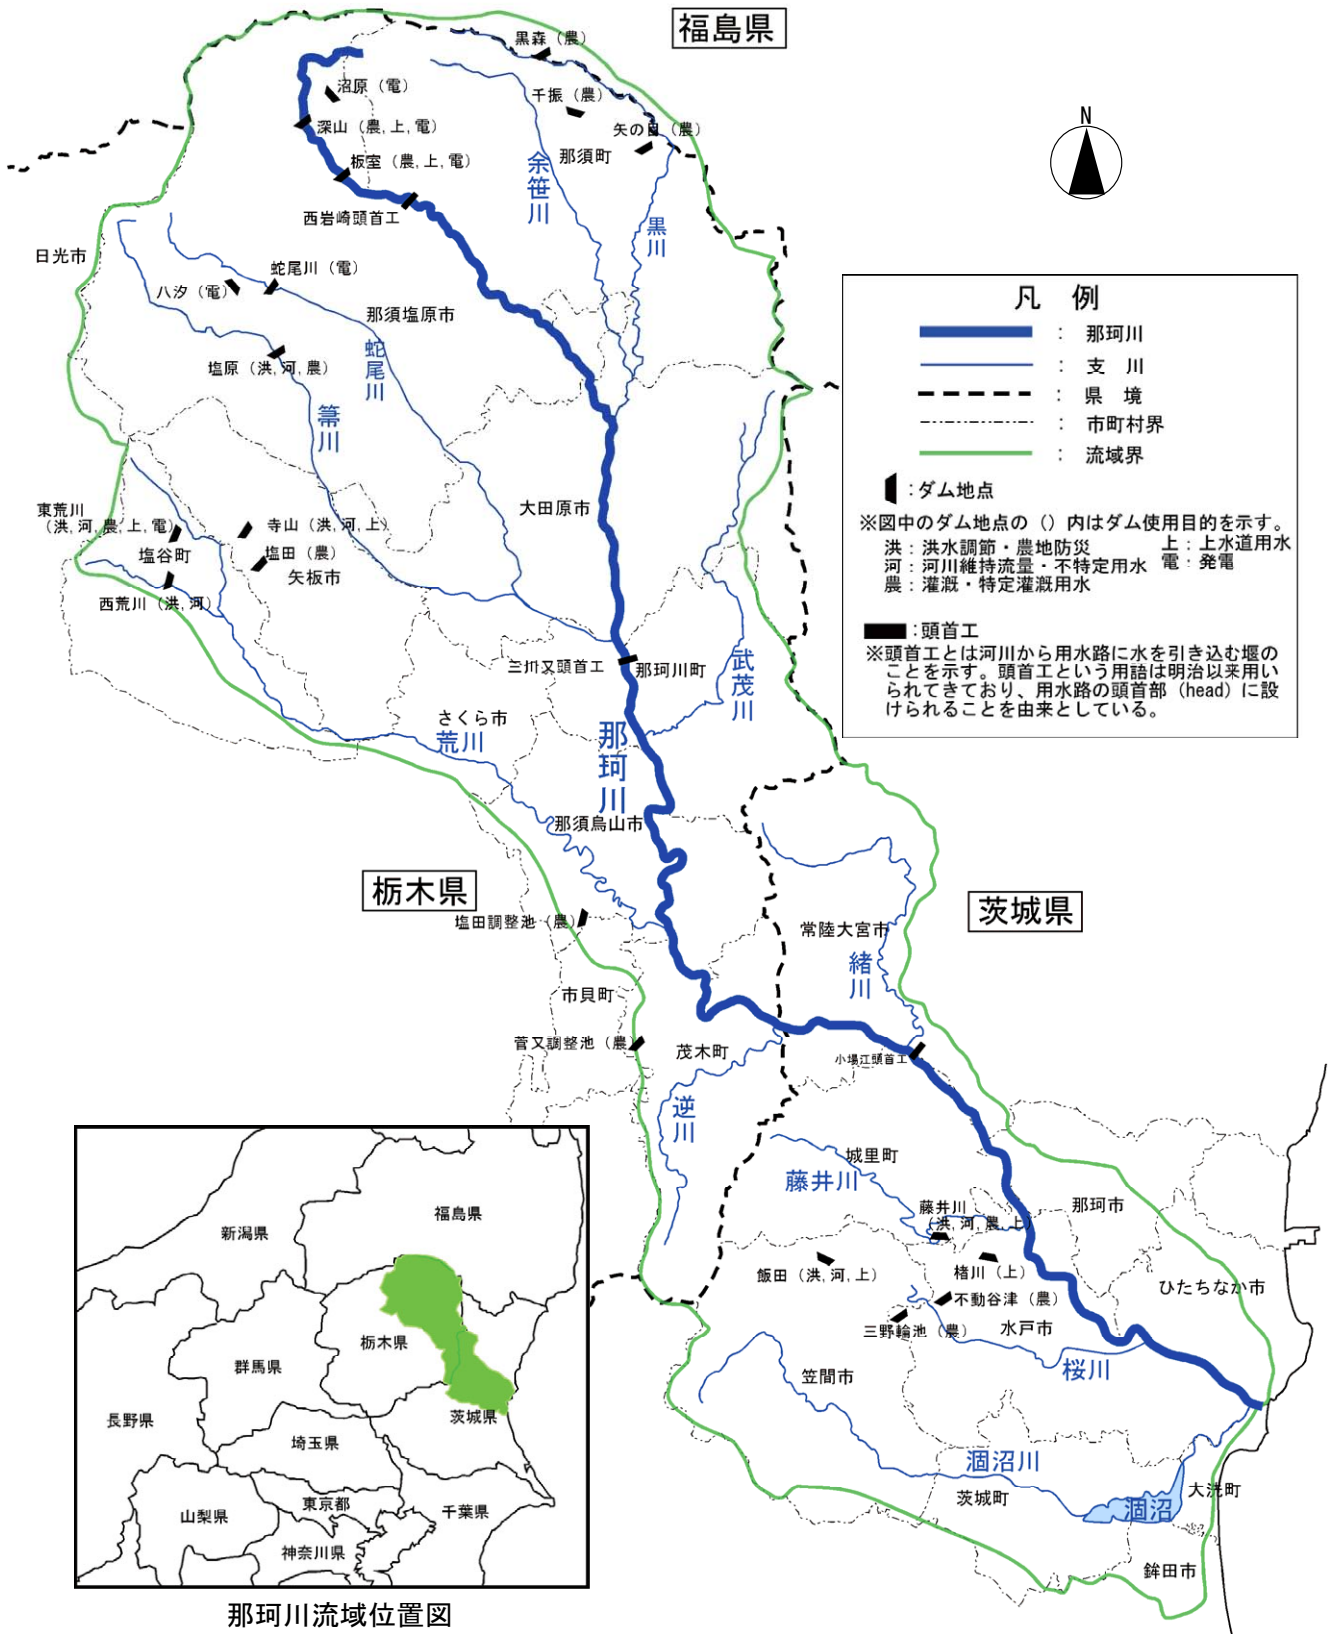 福島県
黒森（農）
沼原（電）
千振（農）
深山（農,上,電）
矢の目（農）
板室（農,上,電）
那須町
余笹川
西岩崎頭首工
黒川
N
日光市
蛇尾川（電）
八汐（電）
那須塩原市
塩原（洪,河,農）
蛇尾川
箒川
凡　例
： 那珂川
： 支　川
： 県　境
： 市町村界
： 流域界
：ダム地点
※図中のダム地点の（）内はダム使用目的を示す。
洪：洪水調節・農地防災　上：上水道用水
河：河川維持流量・不特定用水　電：発電
農：灌漑・特定灌漑用水
：頭首工
※頭首工とは河川から用水路に水を引き込む堰の
ことを示す。頭首工という用語は明治以来用い
られてきており、用水路の頭首部（head）に設
けられることを由来としている。
大田原市
東荒川
（洪,河,農,上,電）
寺山（洪,河,上）
塩谷町
塩田（農）
矢板市
西荒川（洪,河）
三川又頭首工
那珂川町
武茂川
さくら市
荒川
那珂川
那須烏山市
栃木県
茨城県
塩田調整池（農）
常陸大宮市
緒川
市貝町
菅又調整池（農）
茂木町
小場江頭首工
逆川
城里町
藤井川
藤井川
（洪,河,農,上）
那珂市
飯田（洪,河,上）
楮川（上）
ひたちなか市
不動谷津（農）
三野輪池（農）
水戸市
桜川
笠間市
涸沼川
茨城町
涸沼
大洗町
鉾田市
福島県
新潟県
栃木県
群馬県
長野県
茨城県
埼玉県
東京都
山梨県
千葉県
神奈川県
那珂川流域位置図